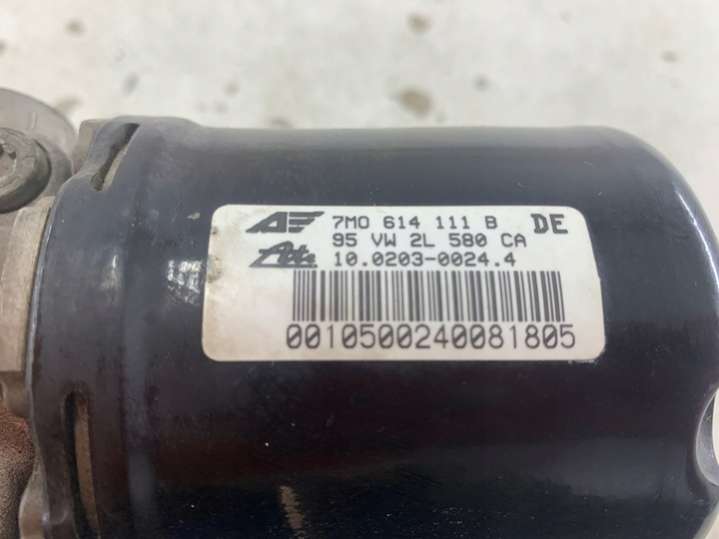 7M0 614 111 B DE
95 VW 2L 580 CA
Ate 10.0203-0024.4
0010500240081805